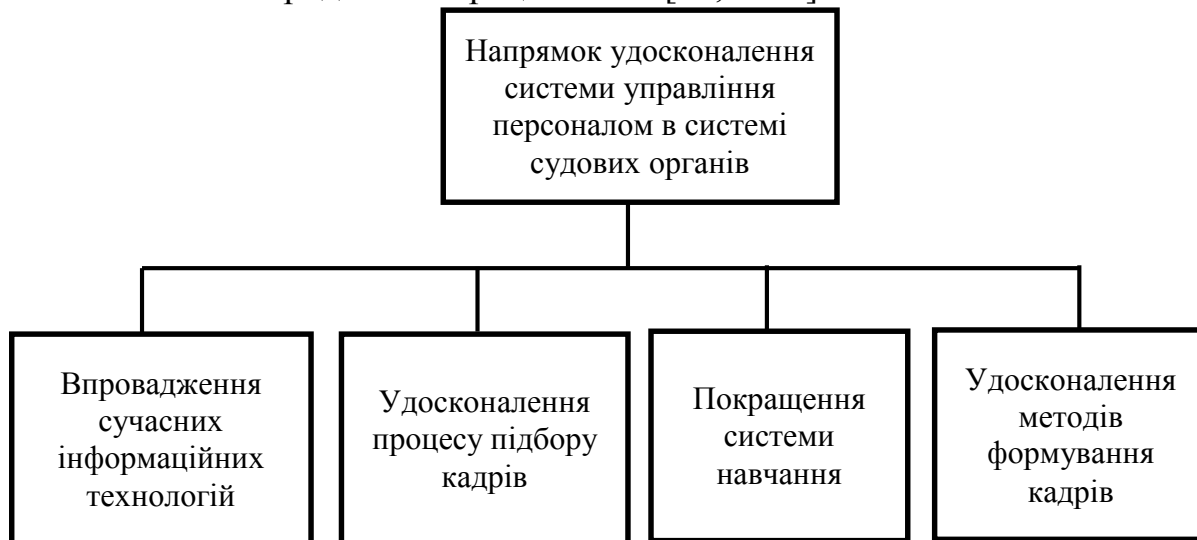 Напрямок удосконалення
системи управління
персоналом в системі
судових органів
Впровадження
сучасних
інформаційних
технологій
Удосконалення
процесу підбору
кадрів
Покращення
системи
навчання
Удосконалення
методів
формування
кадрів